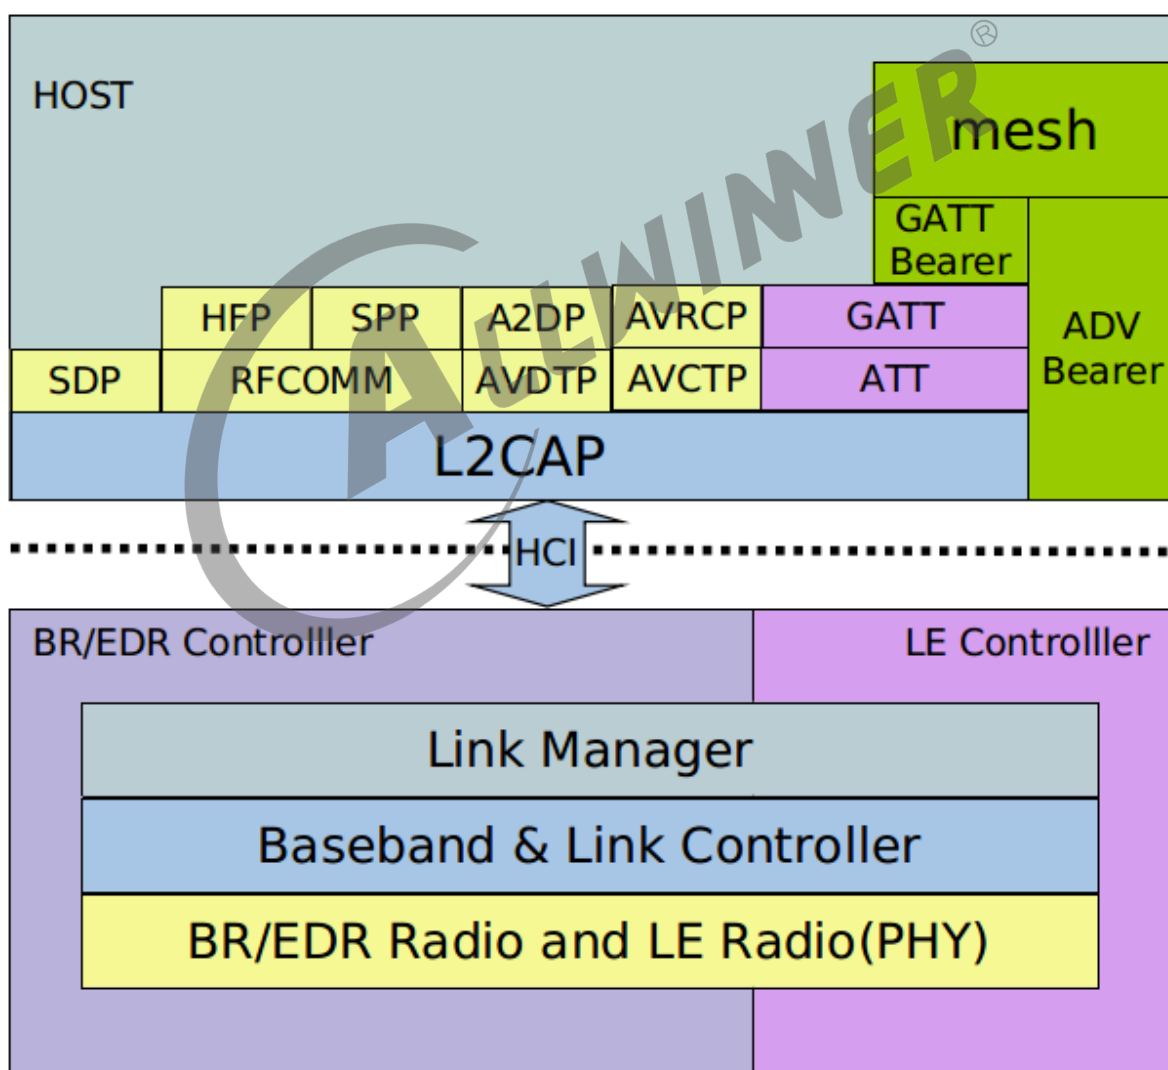 HOST
mesh
GATT
Bearer
ADV
Bearer
HFP
SPP
A2DP
AVRCP
GATT
SDP
RFCOMM
AVDTP
AVCTP
ATT
L2CAP
HCI
BR/EDR Controlller
LE Controlller
Link Manager
Baseband & Link Controller
BR/EDR Radio and LE Radio(PHY)
ALLWINNER®